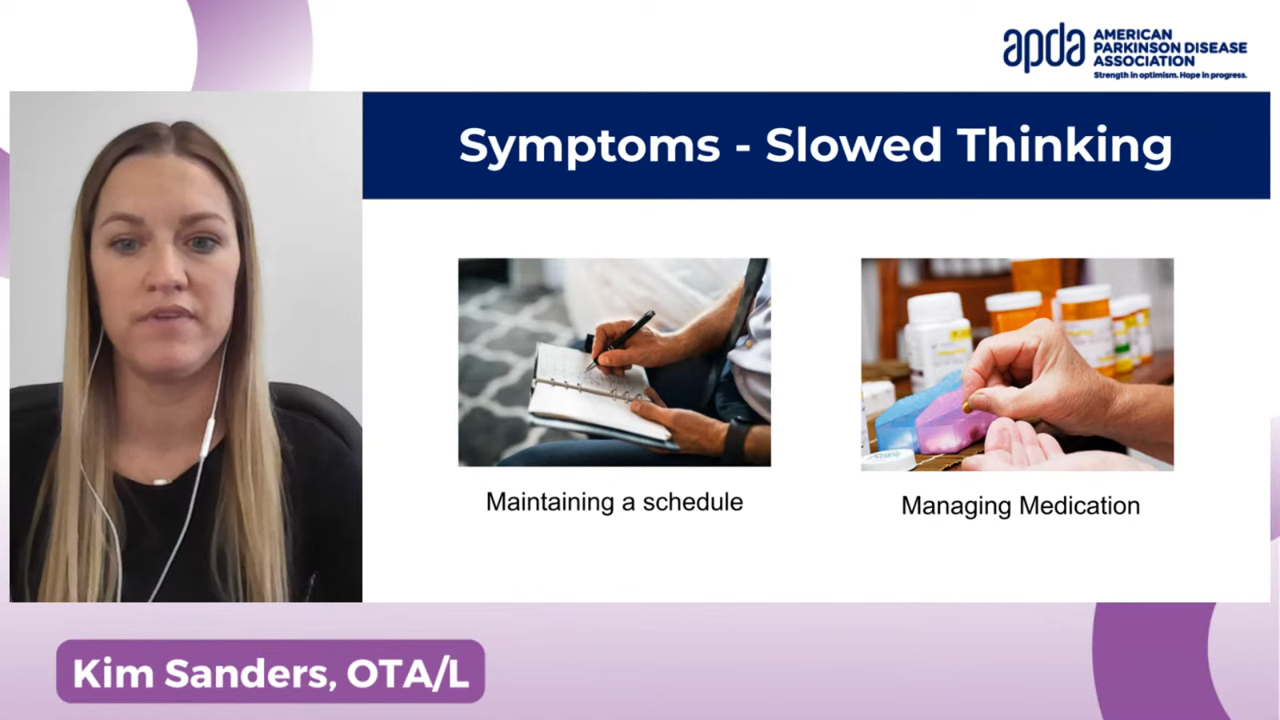 apda AMERICAN
PARKINSON DISEASE
ASSOCIATION
Strength in optimism. Hope in progress.
Symptoms - Slowed Thinking
Maintaining a schedule
Managing Medication
Kim Sanders, OTA/L